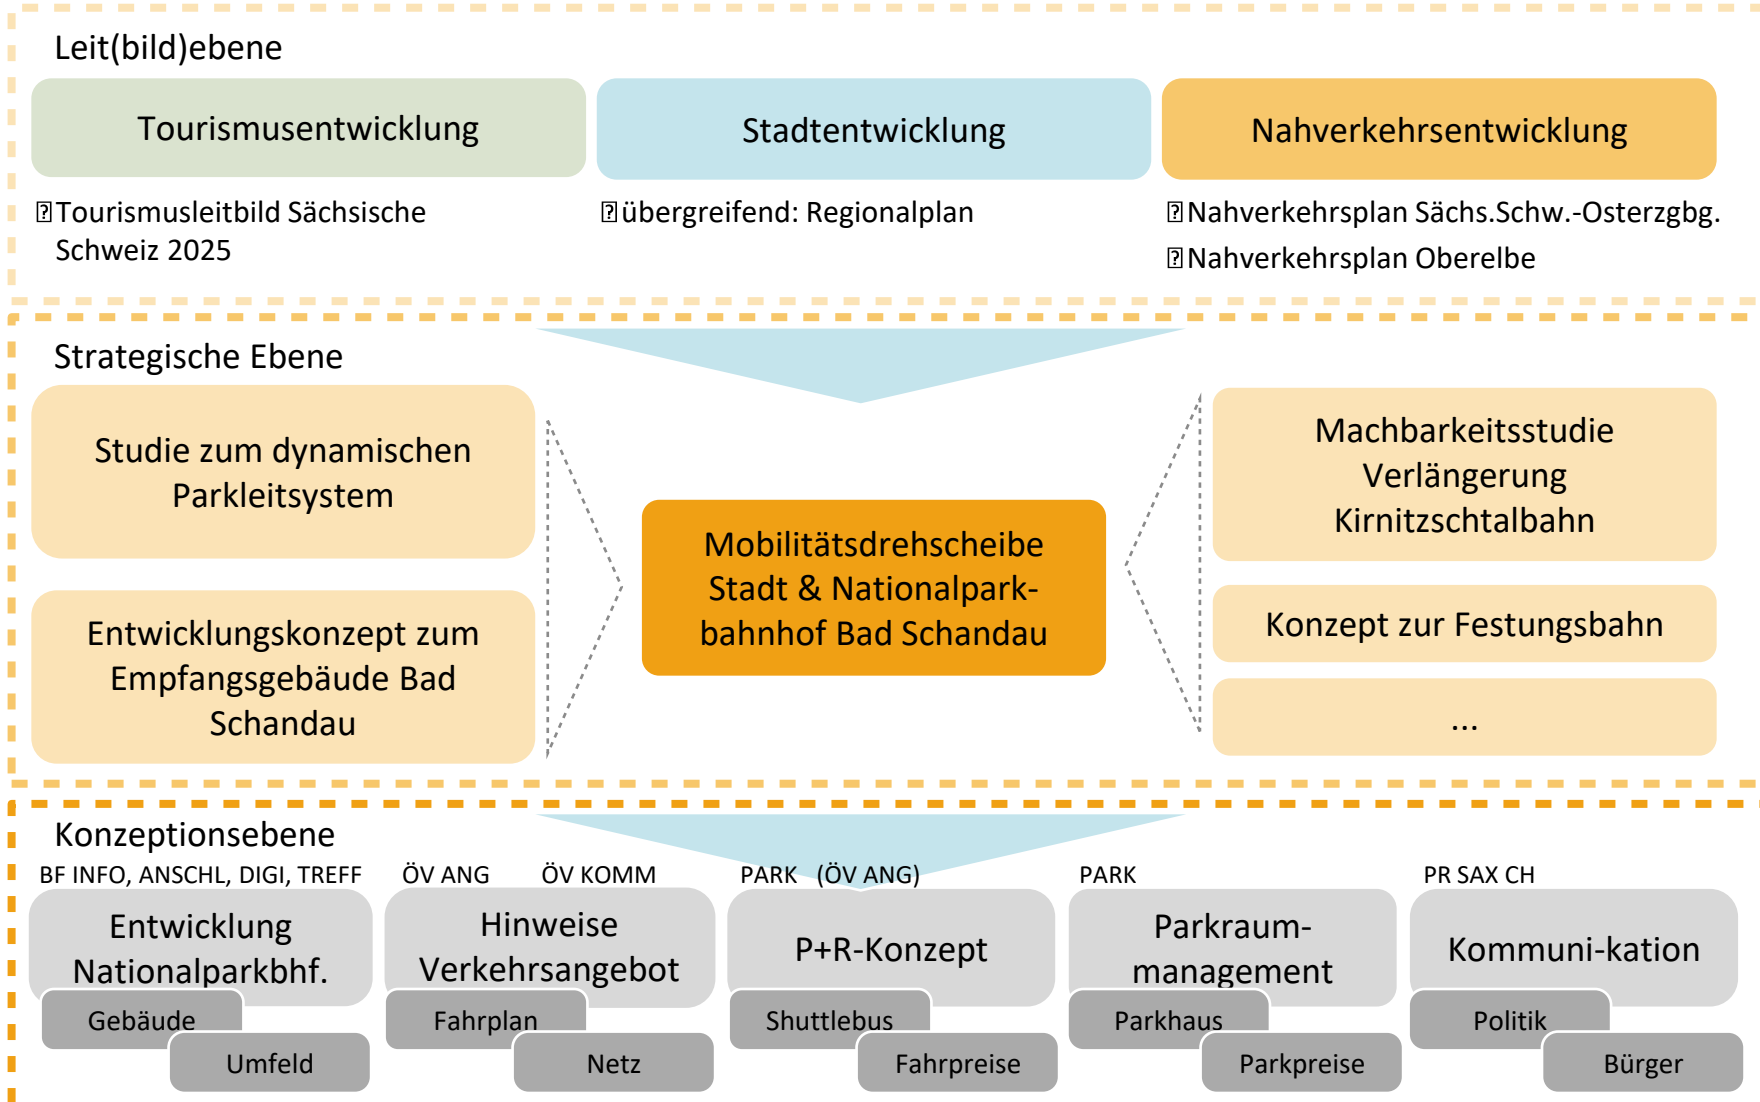 Leit(bild)ebene
Tourismusentwicklung
Stadtentwicklung
Nahverkehrsentwicklung
Tourismusleitbild Sächsische
Schweiz 2025
übergreifend: Regionalplan
Nahverkehrsplan Sächs.Schw.-Osterzgbg.
Nahverkehrsplan Oberelbe
Strategische Ebene
Studie zum dynamischen
Parkleitsystem
Entwicklungskonzept zum
Empfangsgebäude Bad
Schandau
Mobilitätsdrehscheibe
Stadt & Nationalpark-
bahnhof Bad Schandau
Machbarkeitsstudie
Verlängerung
Kirnitzschtalbahn
Konzept zur Festungsbahn
...
Konzeptionsebene
BF INFO, ANSCHL, DIGI, TREFF
Entwicklung
Nationalparkbhf.
Gebäude
Umfeld
ÖV ANG ÖV KOMM
Hinweise
Verkehrsangebot
Fahrplan
Netz
PARK (ÖV ANG)
P+R-Konzept
Shuttlebus
Fahrpreise
PARK
Parkraum-
management
Parkhaus
Parkpreise
PR SAX CH
Kommuni-kation
Politik
Bürger